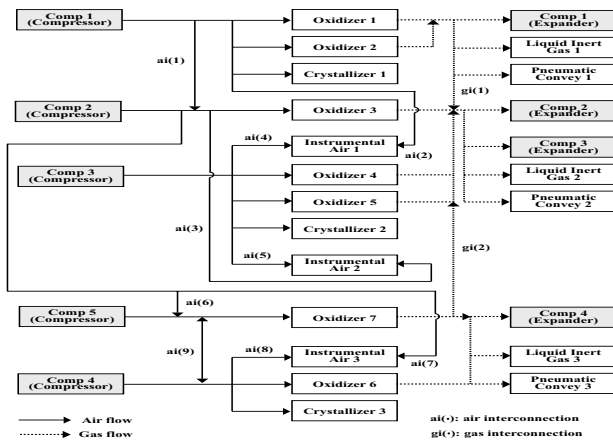 Comp 1
(Compressor)
Oxidizer 1
Comp 1
(Expander)
Oxidizer 2
Liquid Inert
Gas 1
ai(1)
Crystallizer 1
Pneumatic
Convey 1
gi(1)
Comp 2
(Compressor)
Oxidizer 3
Comp 2
(Expander)
ai(4)
Instrumental
Air 1
ai(2)
Comp 3
(Expander)
Comp 3
(Compressor)
Oxidizer 4
Liquid Inert
Gas 2
Oxidizer 5
Pneumatic
Convey 2
ai(3)
Crystallizer 2
gi(2)
ai(5)
Instrumental
Air 2
ai(6)
Comp 5
(Compressor)
Oxidizer 7
Comp 4
(Expander)
ai(9)
ai(8)
Instrumental
Air 3
ai(7)
Liquid Inert
Gas 3
Comp 4
(Compressor)
Oxidizer 6
Pneumatic
Convey 3
Crystallizer 3
Air flow
ai(·): air interconnection
Gas flow
gi(·): gas interconnection